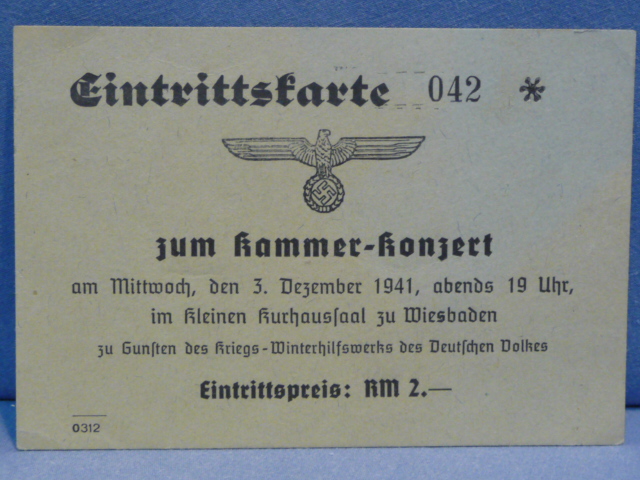 Eintrittskarte 042 *
zum Kammer-Konzert
am Mittwoch, den 3. Dezember 1941, abends 19 Uhr,
im Kleinen Kurhaussaal zu Wiesbaden
zu Gunsten des Kriegs-Winterhilfswerks des Deutschen Volkes
Eintrittspreis: RM 2.—
0312